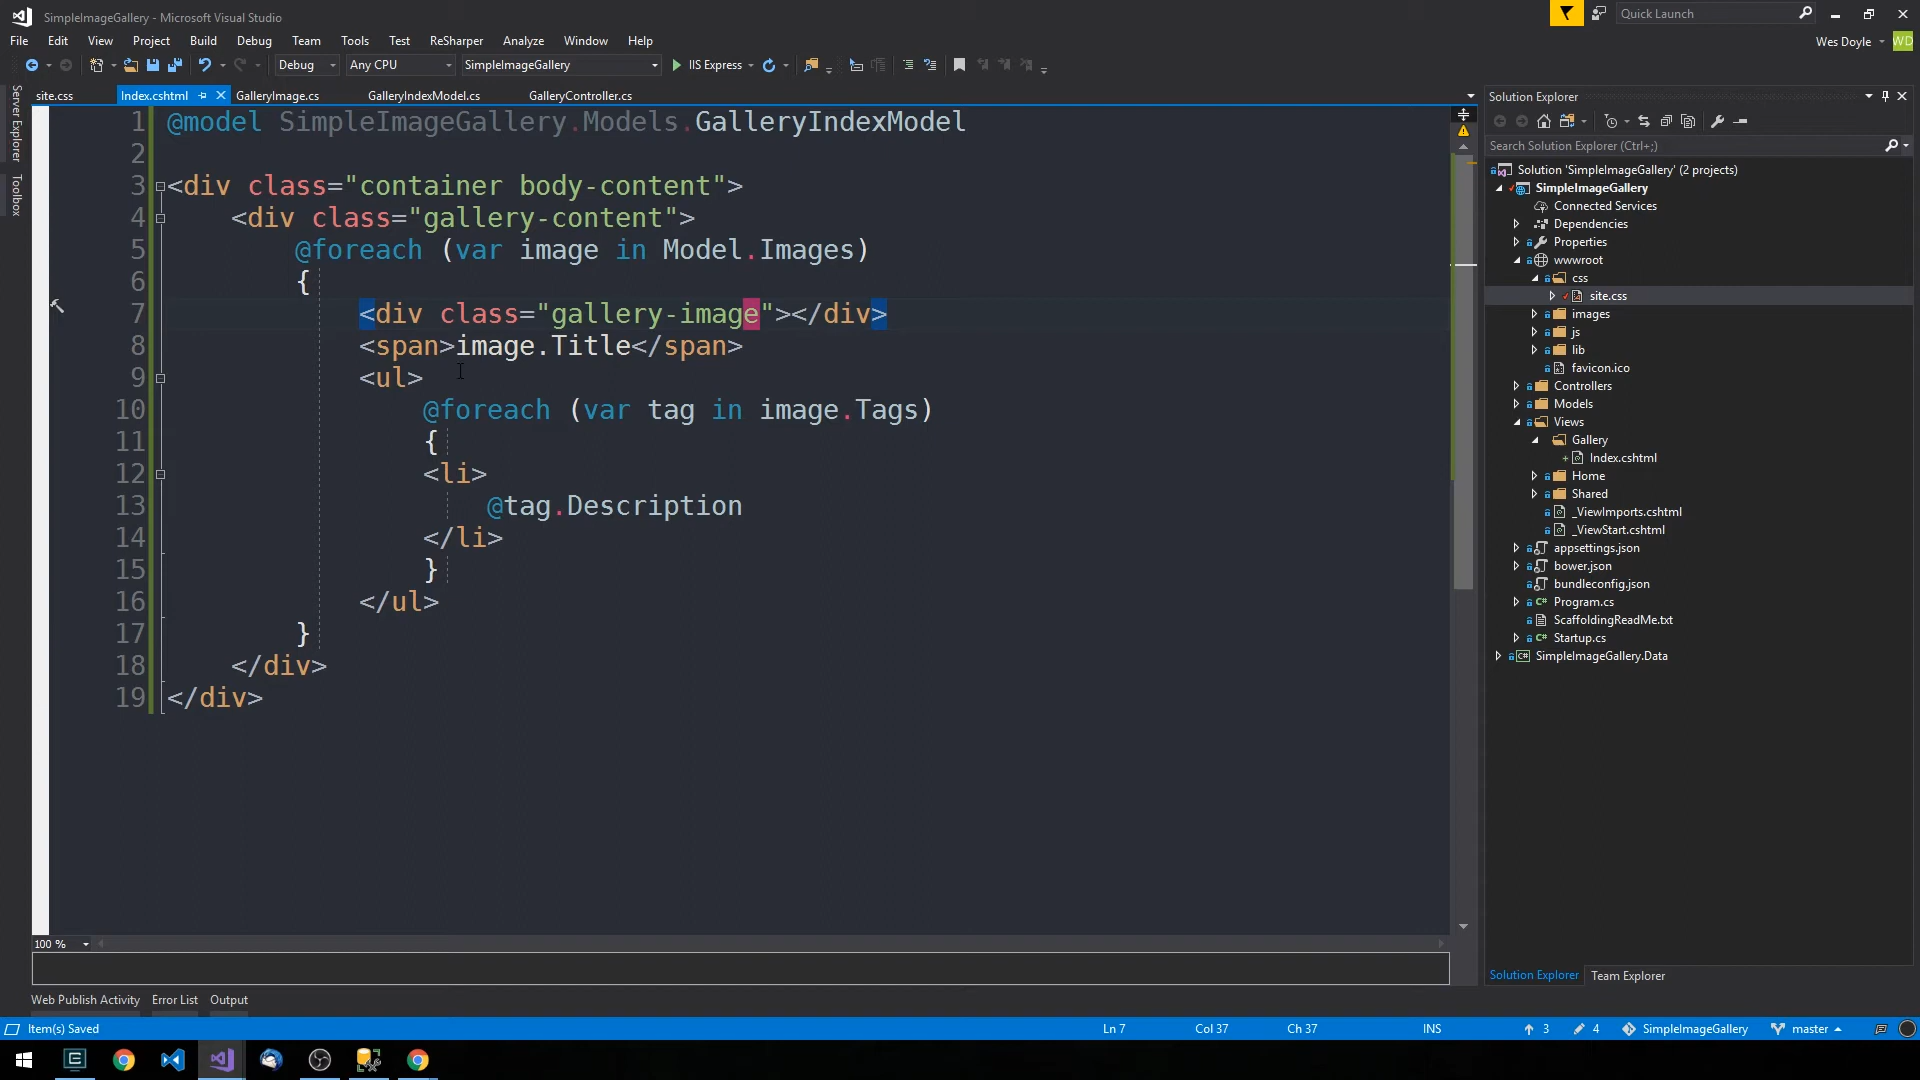 SimpleImageGallery - Microsoft Visual Studio
Quick Launch
File Edit View Project Build Debug Team Tools Test ReSharper Analyze Window Help
Wes Doyle WD
Debug Any CPU SimpleImageGallery IIS Express
site.css Index.cshtml GalleryImage.cs GalleryIndexModel.cs GalleryController.cs
Server Explorer
Toolbox
1 @model SimpleImageGallery.Models.GalleryIndexModel
2
3 <div class="container body-content">
4 <div class="gallery-content">
5 @foreach (var image in Model.Images)
6 {
7 <div class="gallery-image"></div>
8 <span>image.Title</span>
9 <ul>
10 @foreach (var tag in image.Tags)
11 {
12 <li>
13 @tag.Description
14 </li>
15 }
16 </ul>
17 }
18 </div>
19 </div>
100 %
Solution Explorer
Search Solution Explorer (Ctrl+;)
Solution 'SimpleImageGallery' (2 projects)
SimpleImageGallery
Connected Services
Dependencies
Properties
wwwroot
css
site.css
images
js
lib
favicon.ico
Controllers
Models
Views
Gallery
Index.cshtml
Home
Shared
_ViewImports.cshtml
_ViewStart.cshtml
appsettings.json
bower.json
bundleconfig.json
Program.cs
ScaffoldingReadMe.txt
Startup.cs
SimpleImageGallery.Data
Solution Explorer Team Explorer
Web Publish Activity Error List Output
Item(s) Saved Ln 7 Col 37 Ch 37 INS 3 4 SimpleImageGallery master